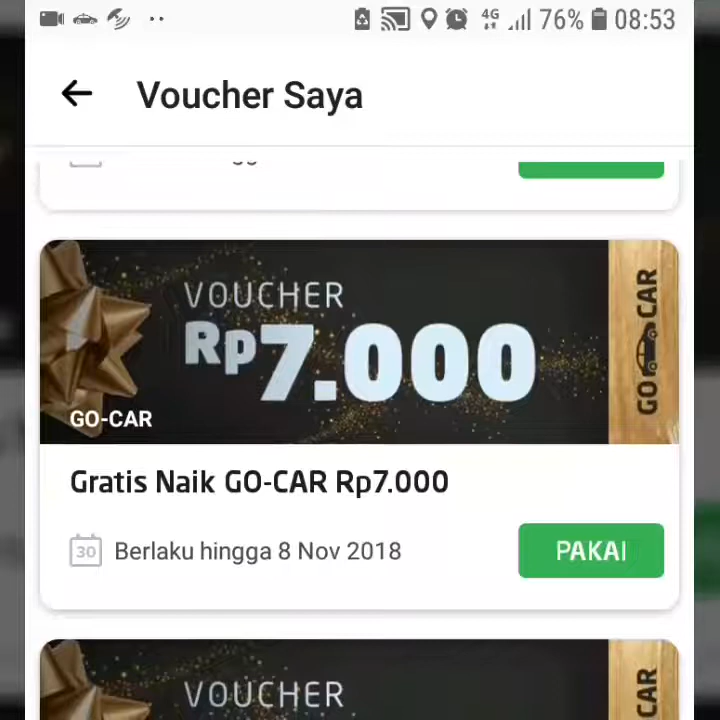 4G 76% 08:53
Voucher Saya
VOUCHER
Rp7.000
GO-CAR
GO CAR
Gratis Naik GO-CAR Rp7.000
30 Berlaku hingga 8 Nov 2018
PAKAI
VOUCHER
CAR